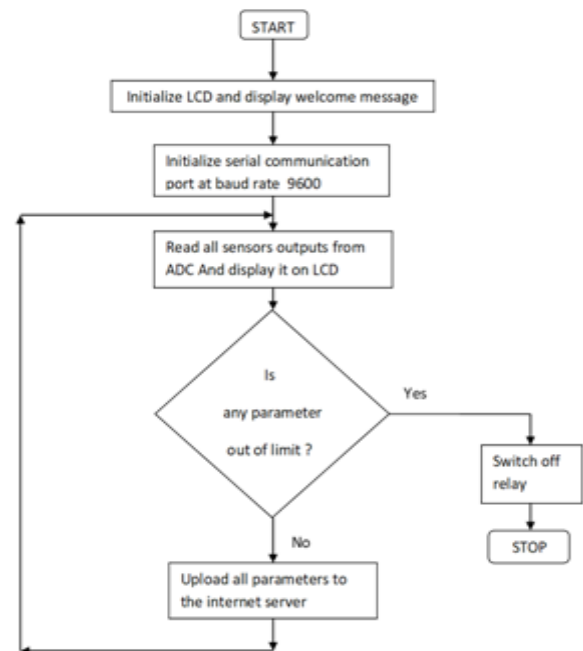 START
Initialize LCD and display welcome message
Initialize serial communication
port at baud rate 9600
Read all sensors outputs from
ADC And display it on LCD
Is
any parameter
out of limit ?
Yes
Switch off
relay
STOP
No
Upload all parameters to
the internet server